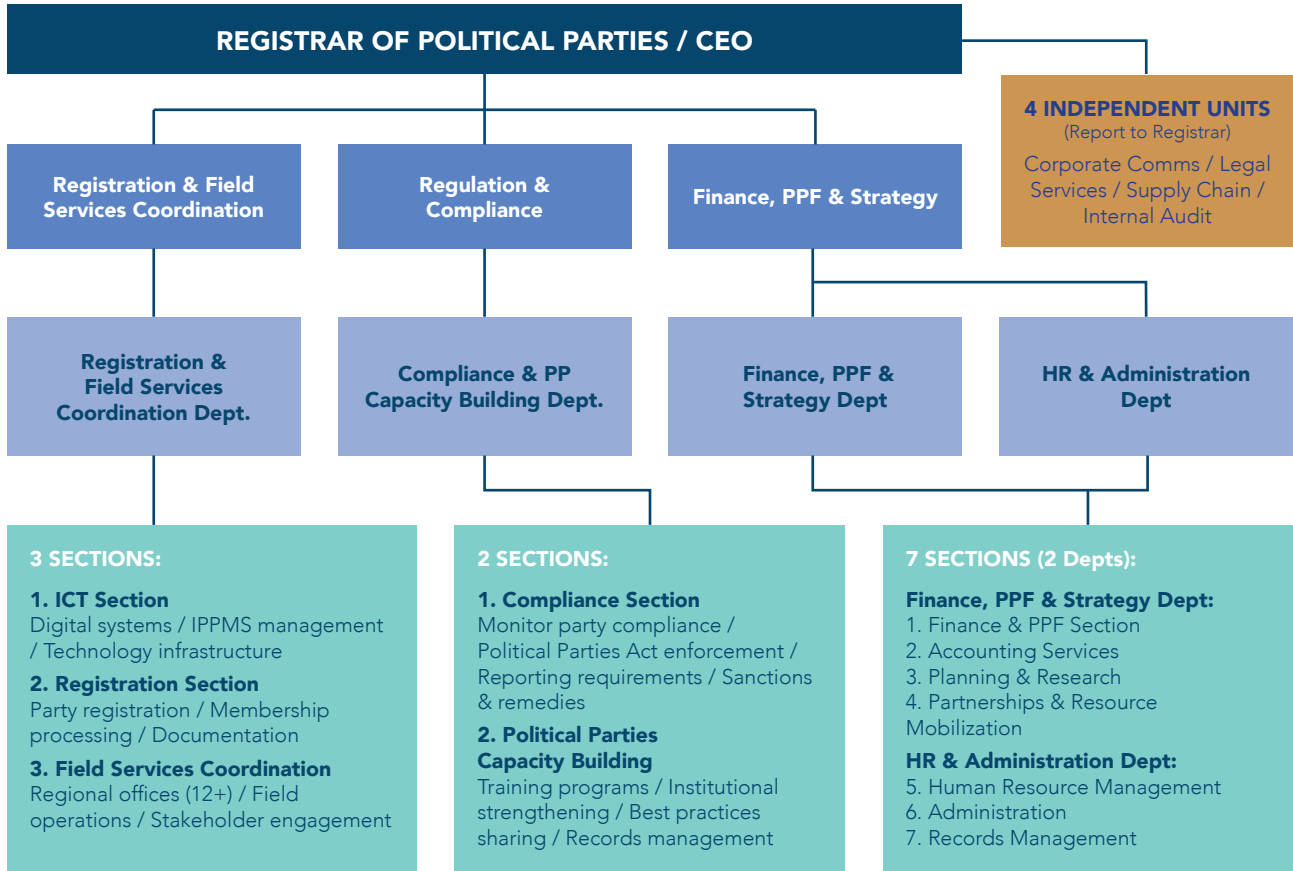 REGISTRAR OF POLITICAL PARTIES / CEO
4 INDEPENDENT UNITS
(Report to Registrar)
Corporate Comms / Legal
Services / Supply Chain /
Internal Audit
Registration & Field
Services Coordination
Regulation &
Compliance
Finance, PPF & Strategy
Registration &
Field Services
Coordination Dept.
Compliance & PP
Capacity Building Dept.
Finance, PPF &
Strategy Dept
HR & Administration
Dept
3 SECTIONS:
1. ICT Section
Digital systems / IPPMS management
/ Technology infrastructure
2. Registration Section
Party registration / Membership
processing / Documentation
3. Field Services Coordination
Regional offices (12+) / Field
operations / Stakeholder engagement
2 SECTIONS:
1. Compliance Section
Monitor party compliance /
Political Parties Act enforcement /
Reporting requirements / Sanctions
& remedies
2. Political Parties
Capacity Building
Training programs / Institutional
strengthening / Best practices
sharing / Records management
7 SECTIONS (2 Depts):
Finance, PPF & Strategy Dept:
1. Finance & PPF Section
2. Accounting Services
3. Planning & Research
4. Partnerships & Resource
Mobilization
HR & Administration Dept:
5. Human Resource Management
6. Administration
7. Records Management